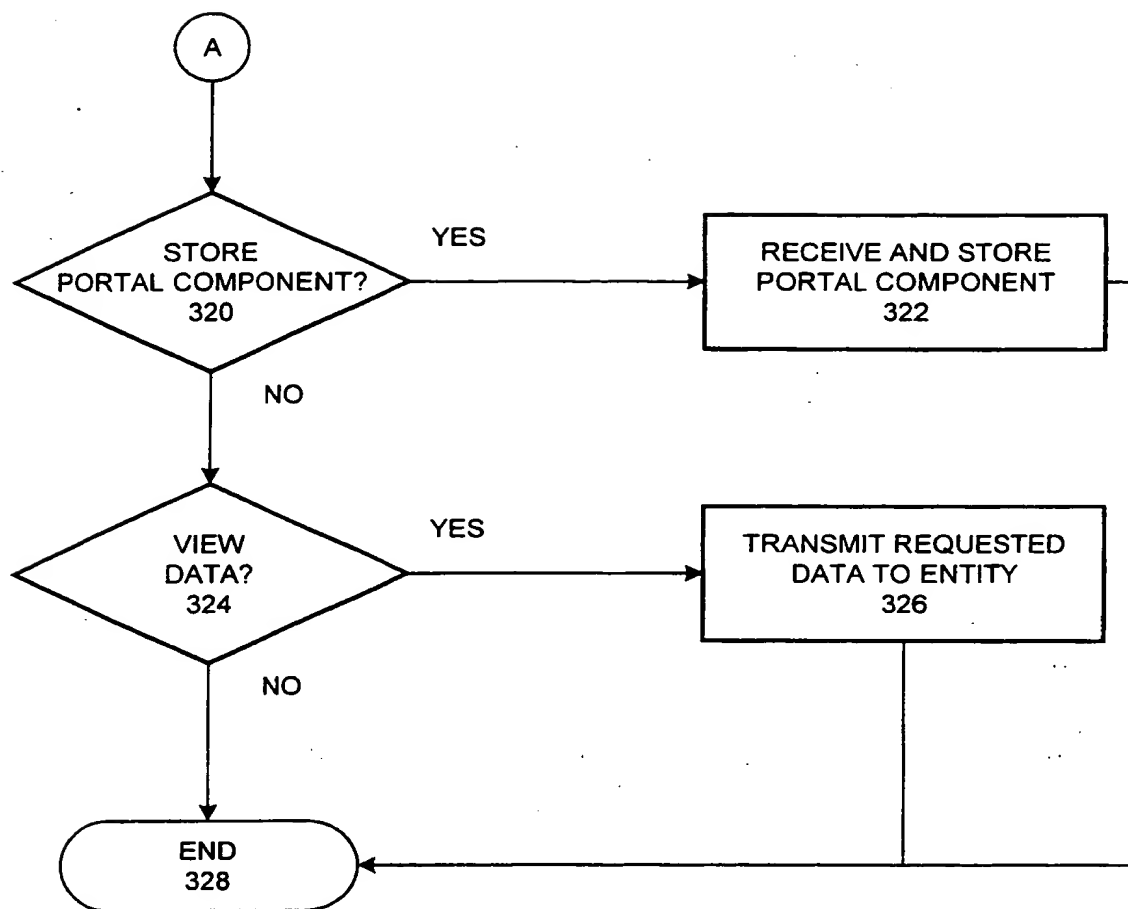 A
STORE
PORTAL COMPONENT?
320
YES
RECEIVE AND STORE
PORTAL COMPONENT
322
NO
VIEW
DATA?
324
YES
TRANSMIT REQUESTED
DATA TO ENTITY
326
NO
END
328